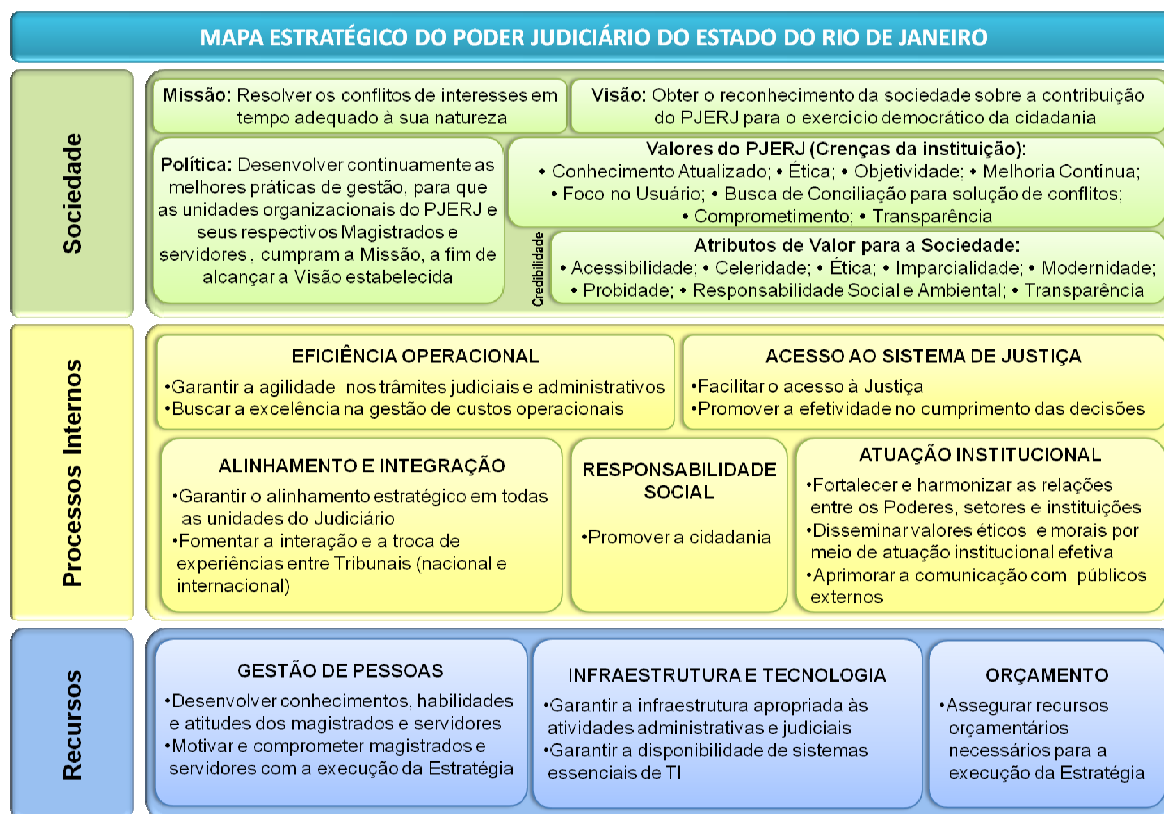 MAPA ESTRATÉGICO DO PODER JUDICIÁRIO DO ESTADO DO RIO DE JANEIRO
Sociedade
Missão: Resolver os conflitos de interesses em
tempo adequado à sua natureza
Visão: Obter o reconhecimento da sociedade sobre a contribuição
do PJERJ para o exercício democrático da cidadania
Política: Desenvolver continuamente as
melhores práticas de gestão, para que
as unidades organizacionais do PJERJ e
seus respectivos Magistrados e
servidores, cumpram a Missão, a fim de
alcançar a Visão estabelecida
Valores do PJERJ (Crenças da instituição):
• Conhecimento Atualizado; • Ética; • Objetividade; • Melhoria Continua;
• Foco no Usuário; • Busca de Conciliação para solução de conflitos;
• Comprometimento; • Transparência
Credibilidade
Atributos de Valor para a Sociedade:
• Acessibilidade; • Celeridade; • Ética; • Imparcialidade; • Modernidade;
• Probidade; • Responsabilidade Social e Ambiental; • Transparência
Processos Internos
EFICIÊNCIA OPERACIONAL
•Garantir a agilidade nos trâmites judiciais e administrativos
•Buscar a excelência na gestão de custos operacionais
ACESSO AO SISTEMA DE JUSTIÇA
•Facilitar o acesso à Justiça
•Promover a efetividade no cumprimento das decisões
ALINHAMENTO E INTEGRAÇÃO
•Garantir o alinhamento estratégico em todas
as unidades do Judiciário
•Fomentar a interação e a troca de
experiências entre Tribunais (nacional e
internacional)
RESPONSABILIDADE
SOCIAL
•Promover a cidadania
ATUAÇÃO INSTITUCIONAL
•Fortalecer e harmonizar as relações
entre os Poderes, setores e instituições
•Disseminar valores éticos e morais por
meio de atuação institucional efetiva
•Aprimorar a comunicação com públicos
externos
Recursos
GESTÃO DE PESSOAS
•Desenvolver conhecimentos, habilidades
e atitudes dos magistrados e servidores
•Motivar e comprometer magistrados e
servidores com a execução da Estratégia
INFRAESTRUTURA E TECNOLOGIA
•Garantir a infraestrutura apropriada às
atividades administrativas e judiciais
•Garantir a disponibilidade de sistemas
essenciais de TI
ORÇAMENTO
•Assegurar recursos
orçamentários
necessários para a
execução da Estratégia